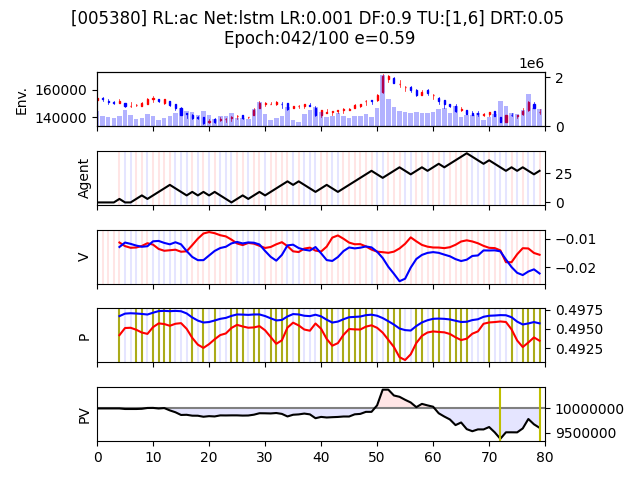 [005380] RL:ac Net:lstm LR:0.001 DF:0.9 TU:[1,6] DRT:0.05
Epoch:042/100 e=0.59
1e6
Env.
160000
140000
2
0
Agent
25
0
V
−0.01
−0.02
P
0.4975
0.4950
0.4925
PV
10000000
9500000
0 10 20 30 40 50 60 70 80